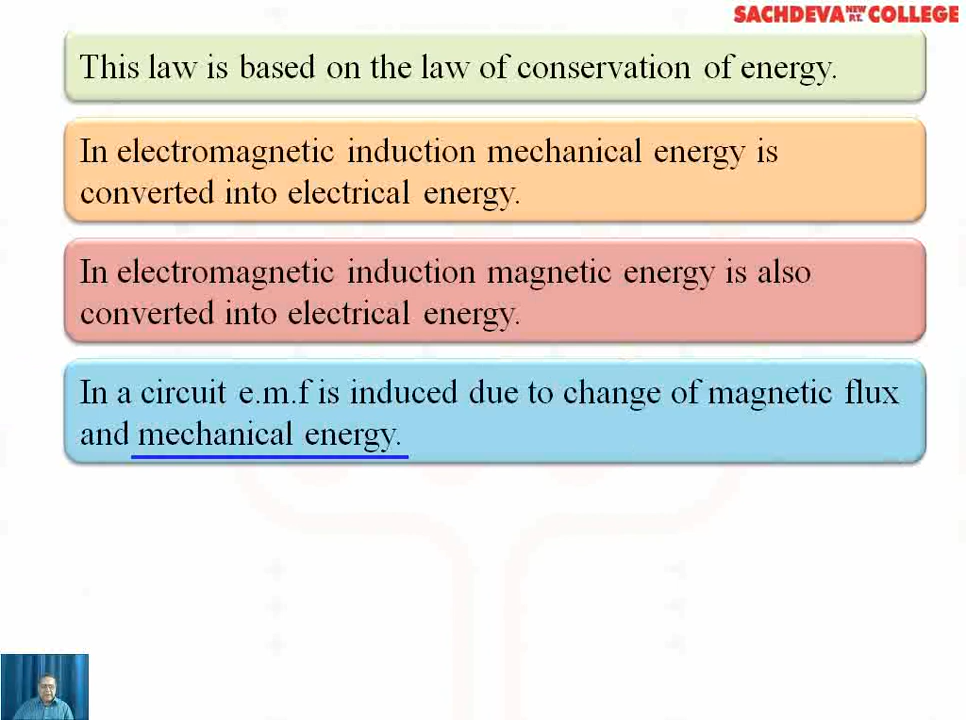 SACHDEVA NEW P.T. COLLEGE
This law is based on the law of conservation of energy.
In electromagnetic induction mechanical energy is
converted into electrical energy.
In electromagnetic induction magnetic energy is also
converted into electrical energy.
In a circuit e.m.f is induced due to change of magnetic flux
and mechanical energy.